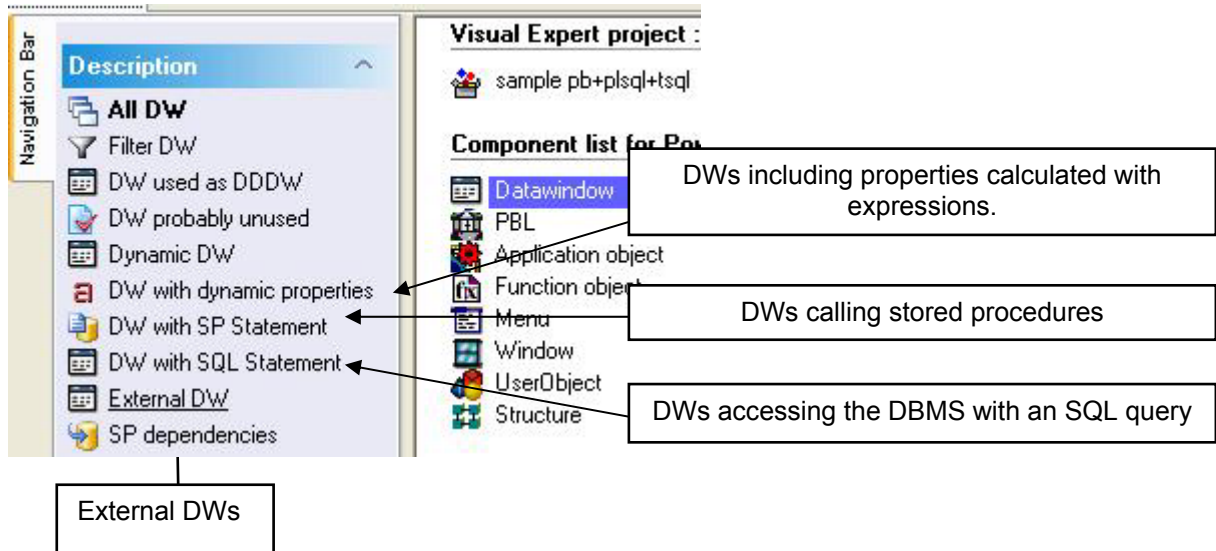 Navigation Bar
Description
All DW
Filter DW
DW used as DDDW
DW probably unused
Dynamic DW
DW with dynamic properties
DW with SP Statement
DW with SQL Statement
External DW
SP dependencies
Visual Expert project :
sample pb+plsql+tsql
Component list for
Datawindow
PBL
Application object
Function object
Menu
Window
UserObject
Structure
DWs including properties calculated with
expressions.
DWs calling stored procedures
DWs accessing the DBMS with an SQL query
External DWs